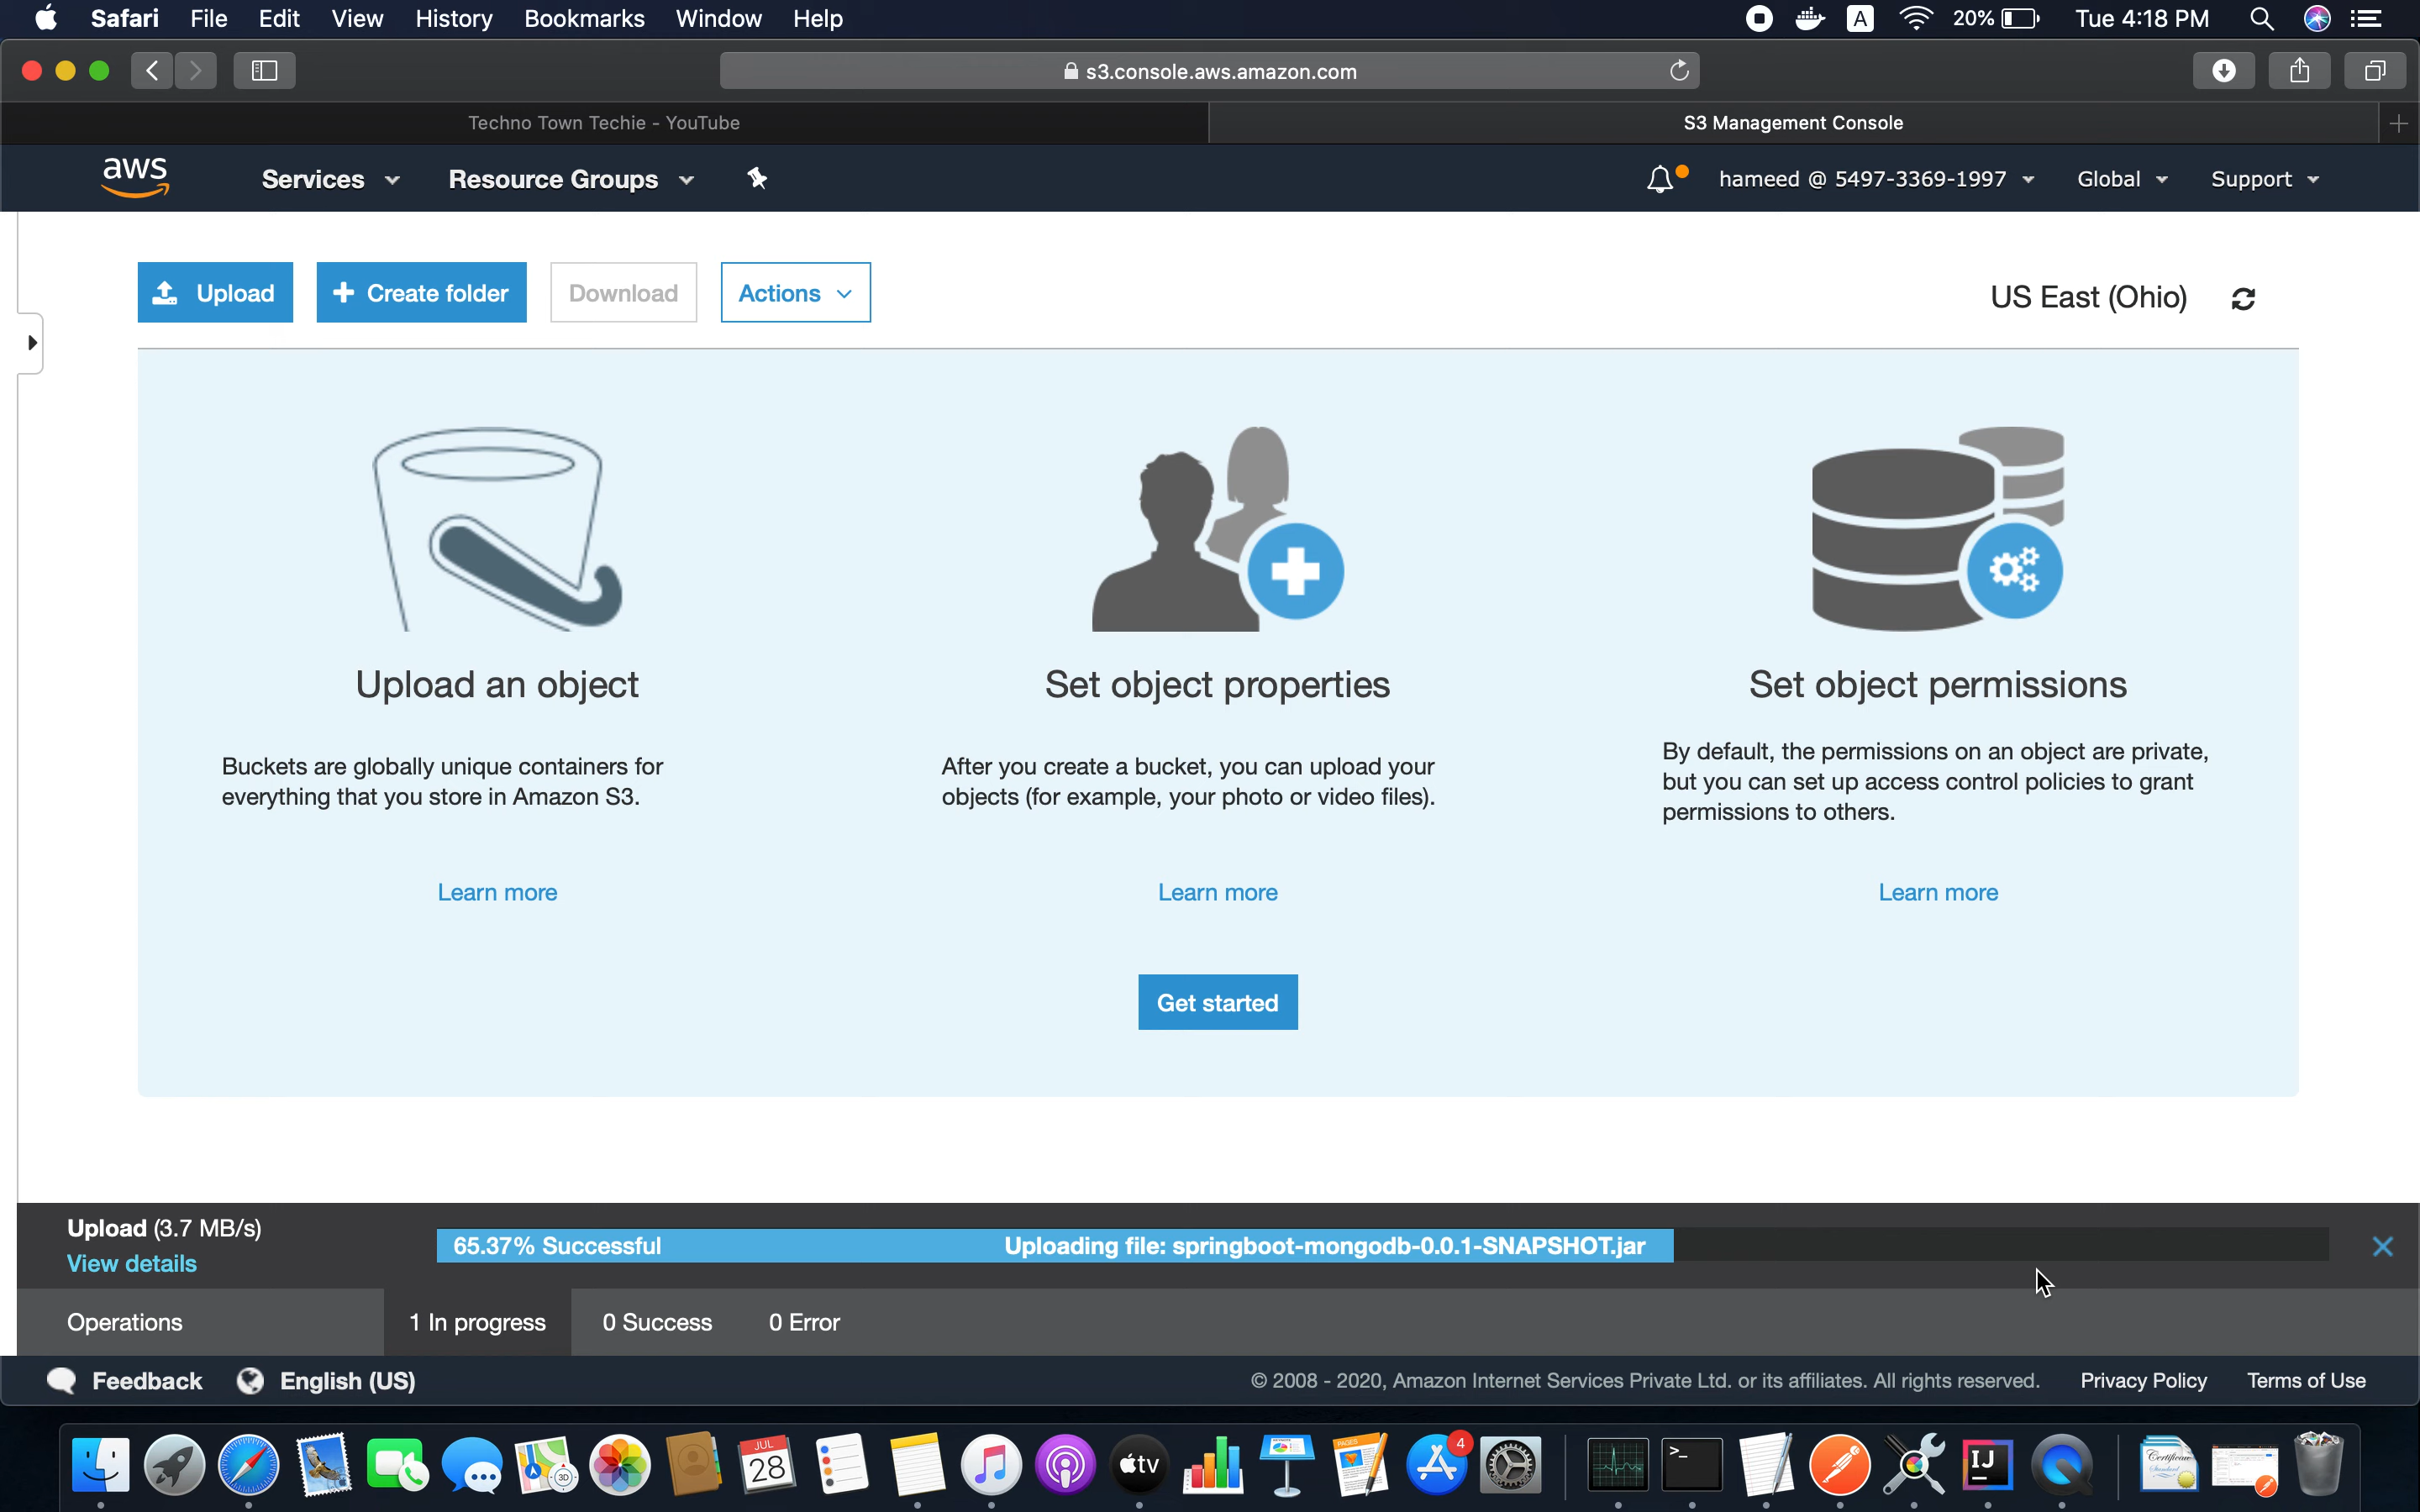 Safari File Edit View History Bookmarks Window Help A 20% Tue 4:18 PM
s3.console.aws.amazon.com
Techno Town Techie - YouTube S3 Management Console
aws Services Resource Groups hameed @ 5497-3369-1997 Global Support
Upload Create folder Download Actions US East (Ohio)
Upload an object
Buckets are globally unique containers for
everything that you store in Amazon S3.
Learn more
Set object properties
After you create a bucket, you can upload your
objects (for example, your photo or video files).
Learn more
Set object permissions
By default, the permissions on an object are private,
but you can set up access control policies to grant
permissions to others.
Learn more
Get started
Upload (3.7 MB/s)
View details
65.37% Successful Uploading file: springboot-mongodb-0.0.1-SNAPSHOT.jar
Operations 1 In progress 0 Success 0 Error
Feedback English (US) © 2008 - 2020, Amazon Internet Services Private Ltd. or its affiliates. All rights reserved. Privacy Policy Terms of Use
3D
JUL
28
tv
PAGES
4
>_
IJ